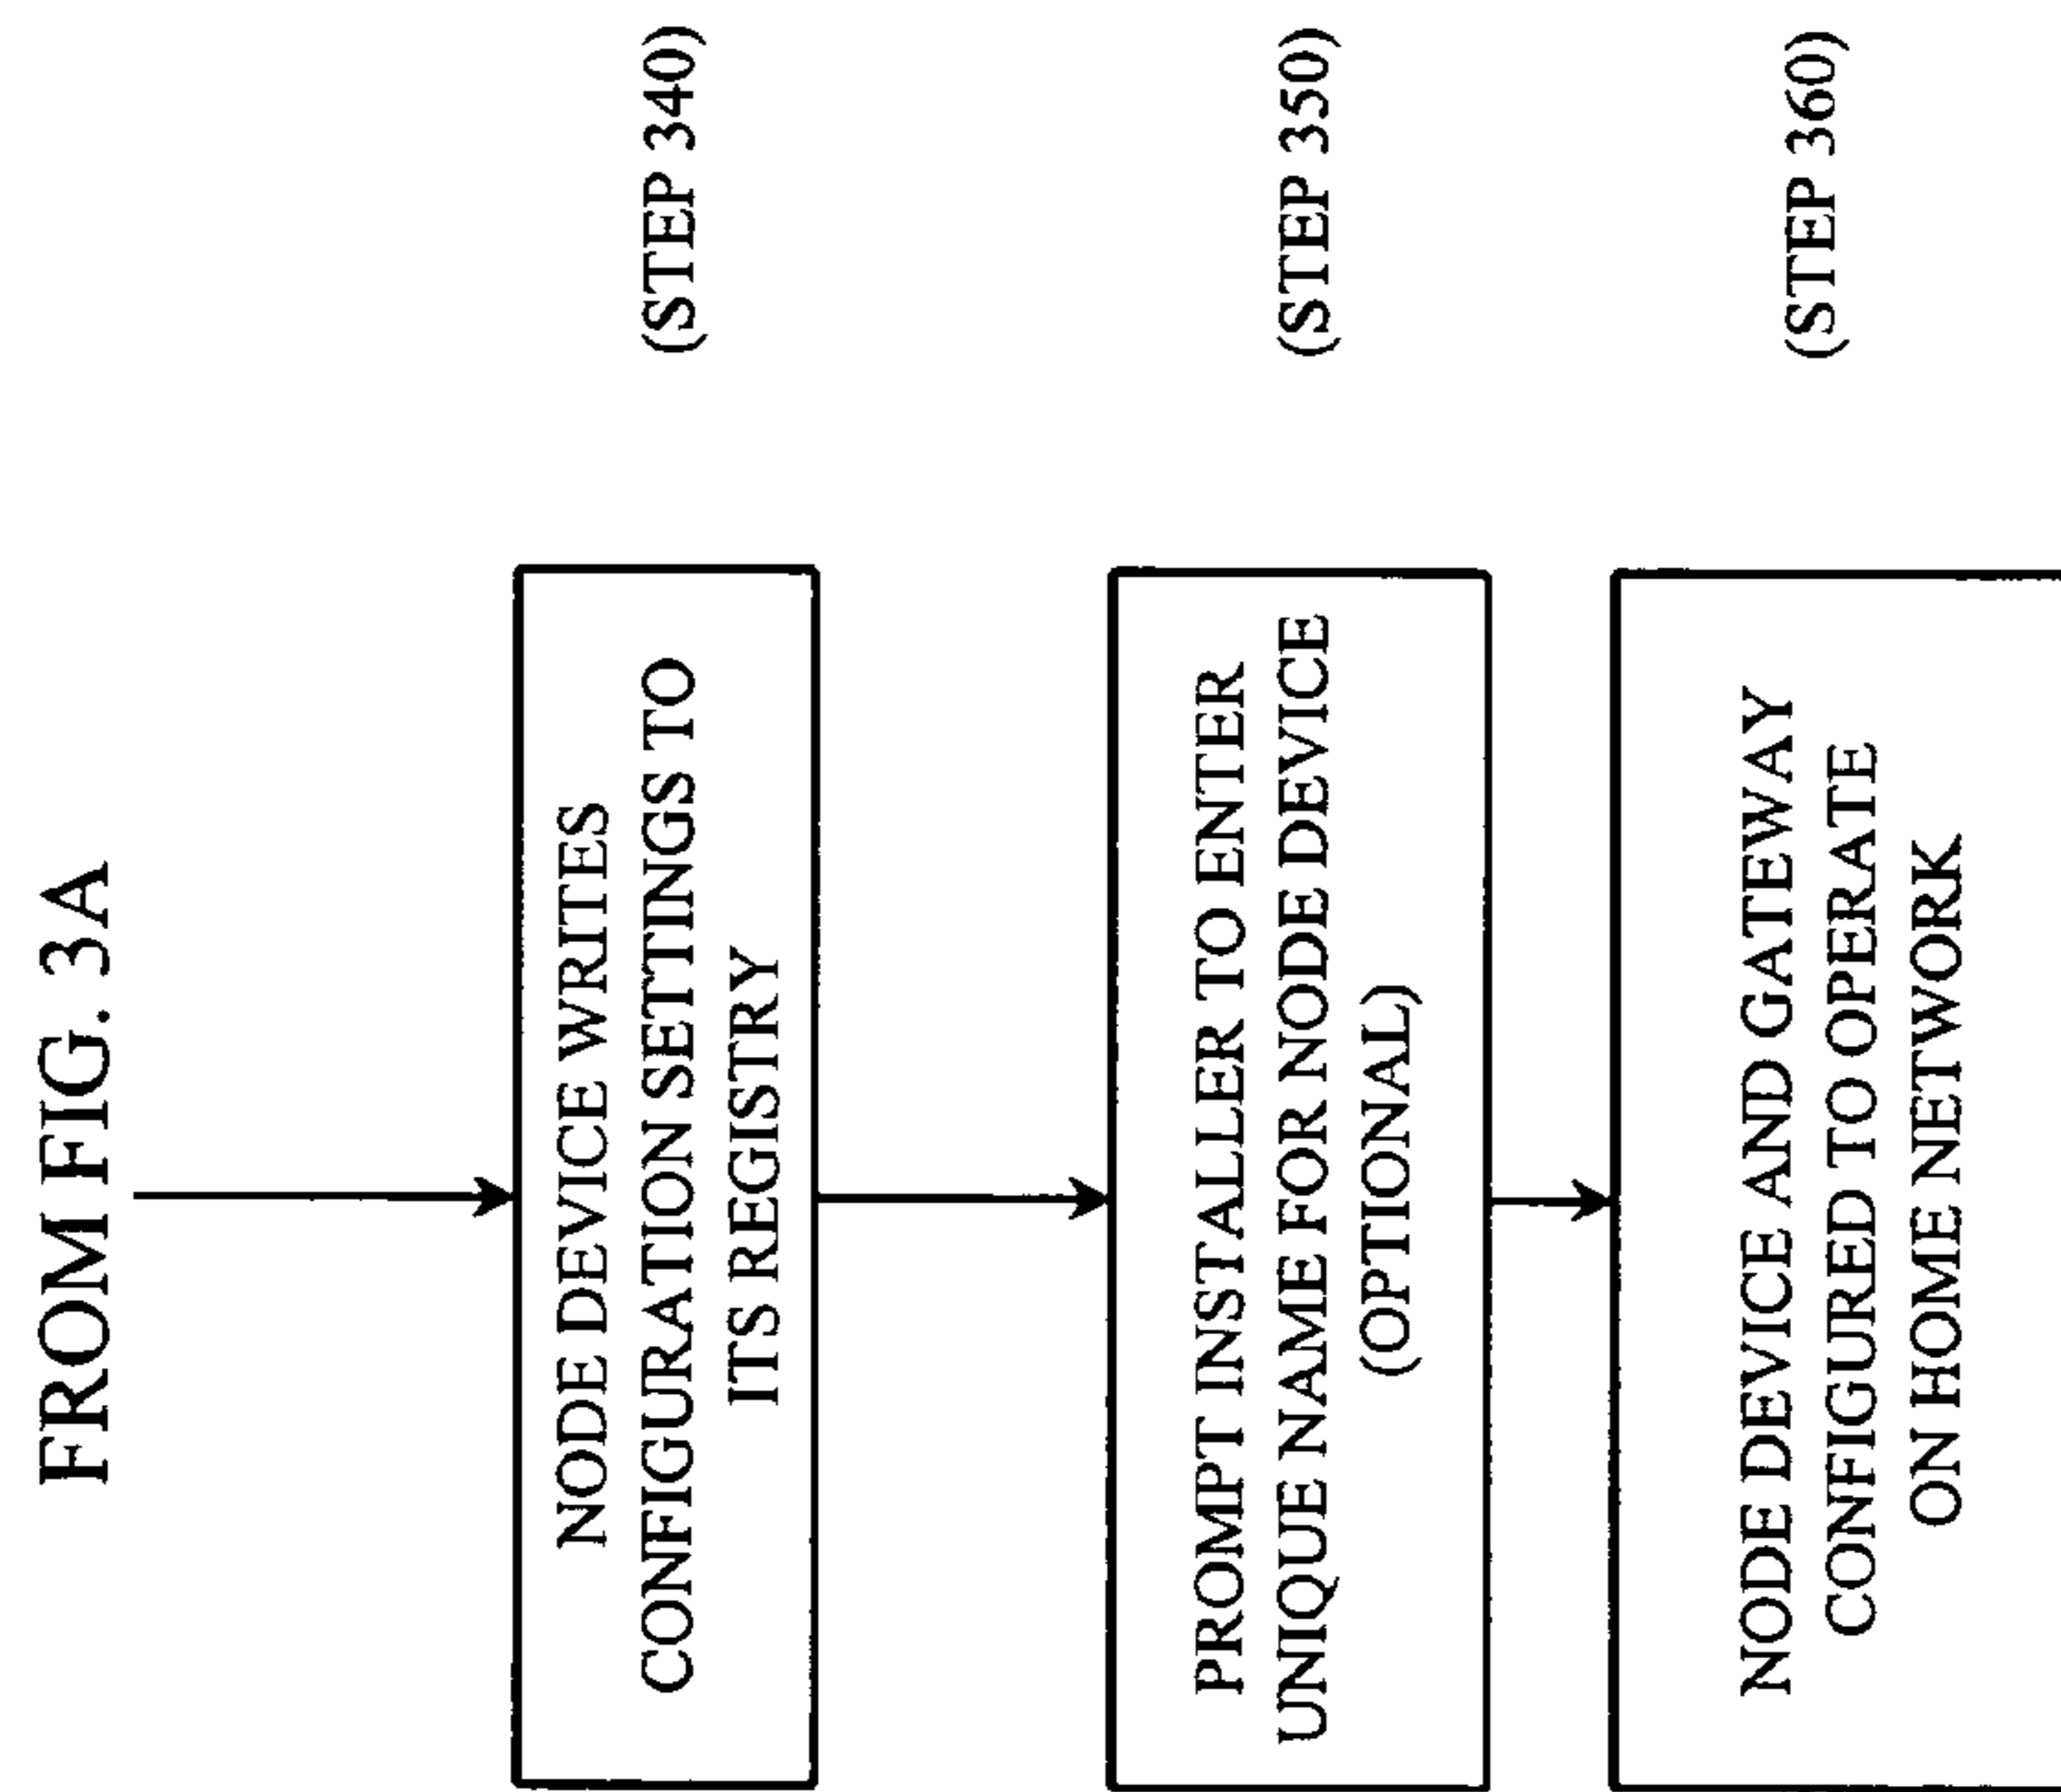 FROM FIG. 3A
NODE DEVICE WRITES
CONFIGURATION SETTINGS TO
ITS REGISTRY
(STEP 340)
PROMPT INSTALLER TO ENTER
UNIQUE NAME FOR NODE DEVICE
(OPTIONAL)
(STEP 350)
NODE DEVICE AND GATEWAY
CONFIGURED TO OPERATE
ON HOME NETWORK
(STEP 360)